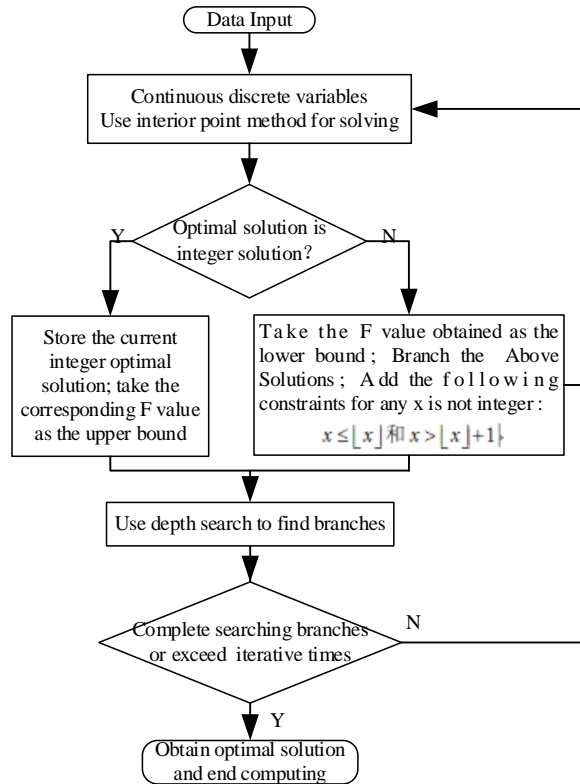 Data Input
Continuous discrete variables
Use interior point method for solving
Optimal solution is
integer solution?
Y
N
Store the current
integer optimal
solution; take the
corresponding F value
as the upper bound
Take the F value obtained as the
lower bound; Branch the Above
Solutions; Add the following
constraints for any x is not integer:
x≤⌊x⌋和x>⌊x⌋+1
Use depth search to find branches
Complete searching branches
or exceed iterative times
N
Y
Obtain optimal solution
and end computing